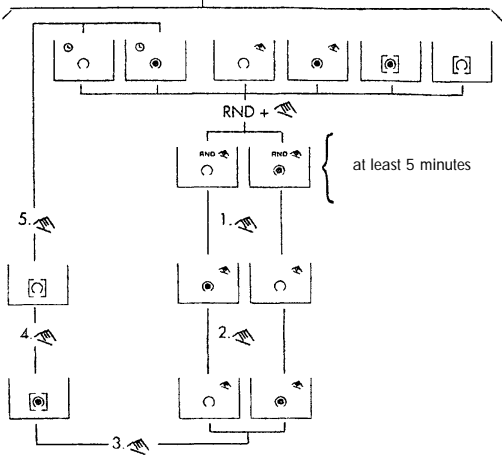 RND +
RND
RND
at least 5 minutes
5.
1.
4.
2.
3.